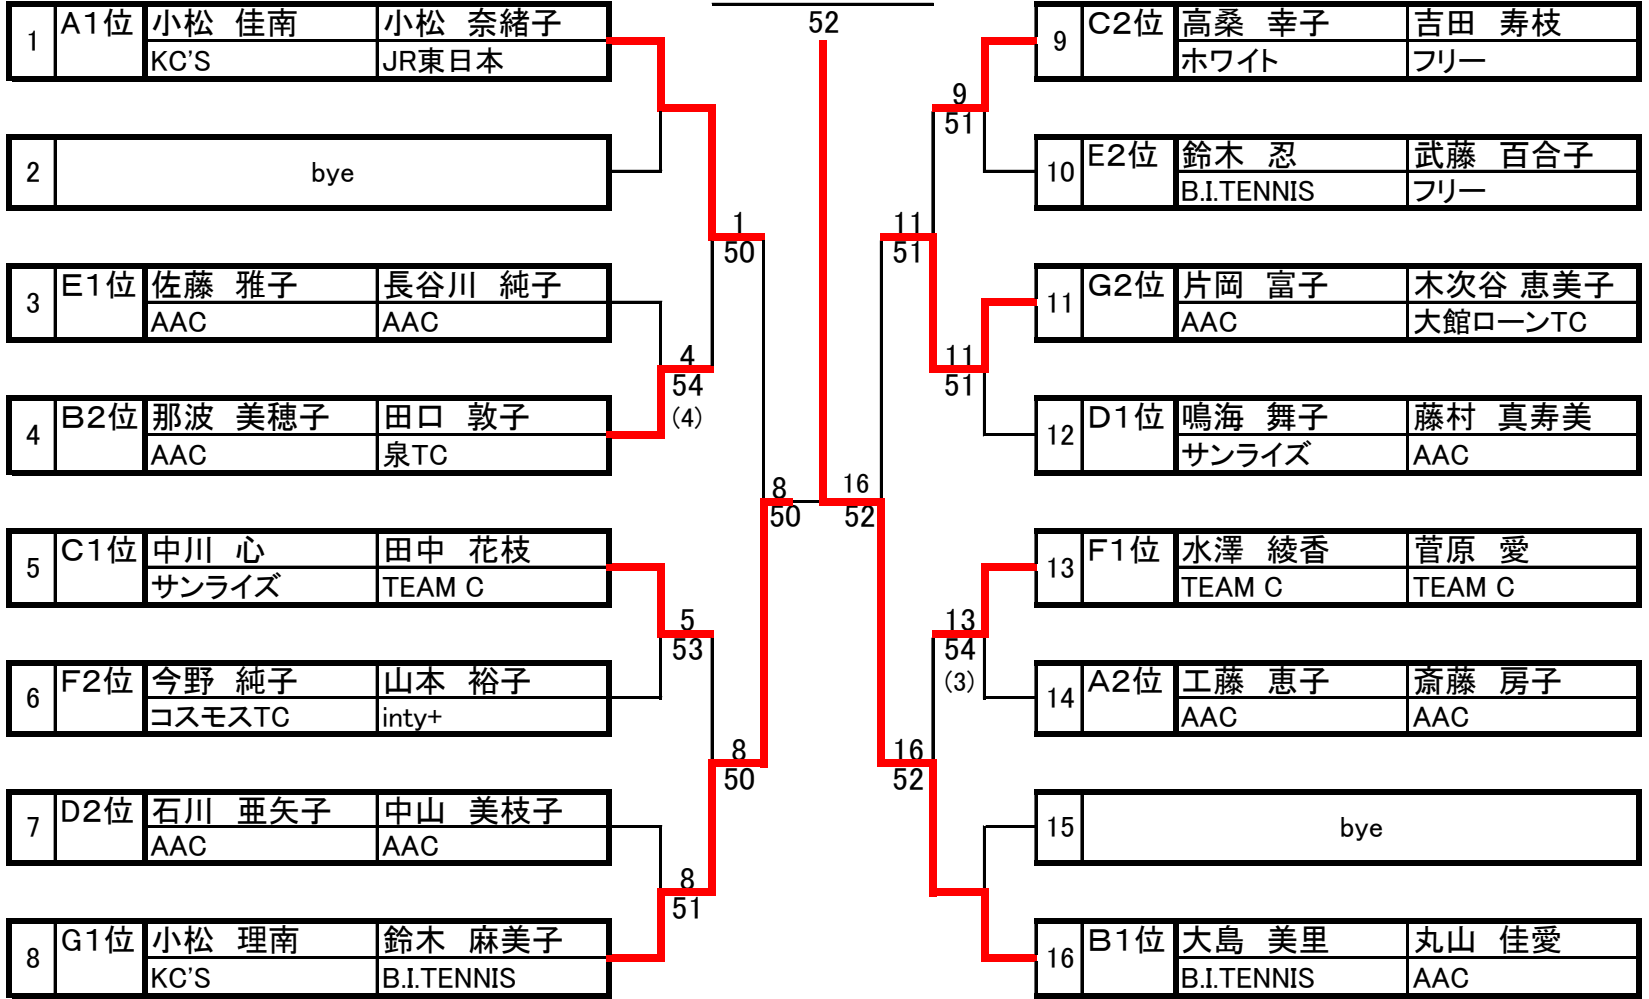 1 A1位 小松 佳南 小松 奈緒子
KC'S JR東日本
2 bye
3 E1位 佐藤 雅子 長谷川 純子
AAC AAC
4 B2位 那波 美穂子 田口 敦子
AAC 泉TC
5 C1位 中川 心 田中 花枝
サンライズ TEAM C
6 F2位 今野 純子 山本 裕子
コスモスTC inty+
7 D2位 石川 亜矢子 中山 美枝子
AAC AAC
8 G1位 小松 理南 鈴木 麻美子
KC'S B.I.TENNIS
4
54
(4)
5
53
8
51
1
50
8
50
8
50
52
16
52
11
51
16
52
9
51
11
51
13
54
(3)
9 C2位 高桑 幸子 吉田 寿枝
ホワイト フリー
10 E2位 鈴木 忍 武藤 百合子
B.I.TENNIS フリー
11 G2位 片岡 富子 木次谷 恵美子
AAC 大館ローンTC
12 D1位 鳴海 舞子 藤村 真寿美
サンライズ AAC
13 F1位 水澤 綾香 菅原 愛
TEAM C TEAM C
14 A2位 工藤 恵子 斎藤 房子
AAC AAC
15 bye
16 B1位 大島 美里 丸山 佳愛
B.I.TENNIS AAC